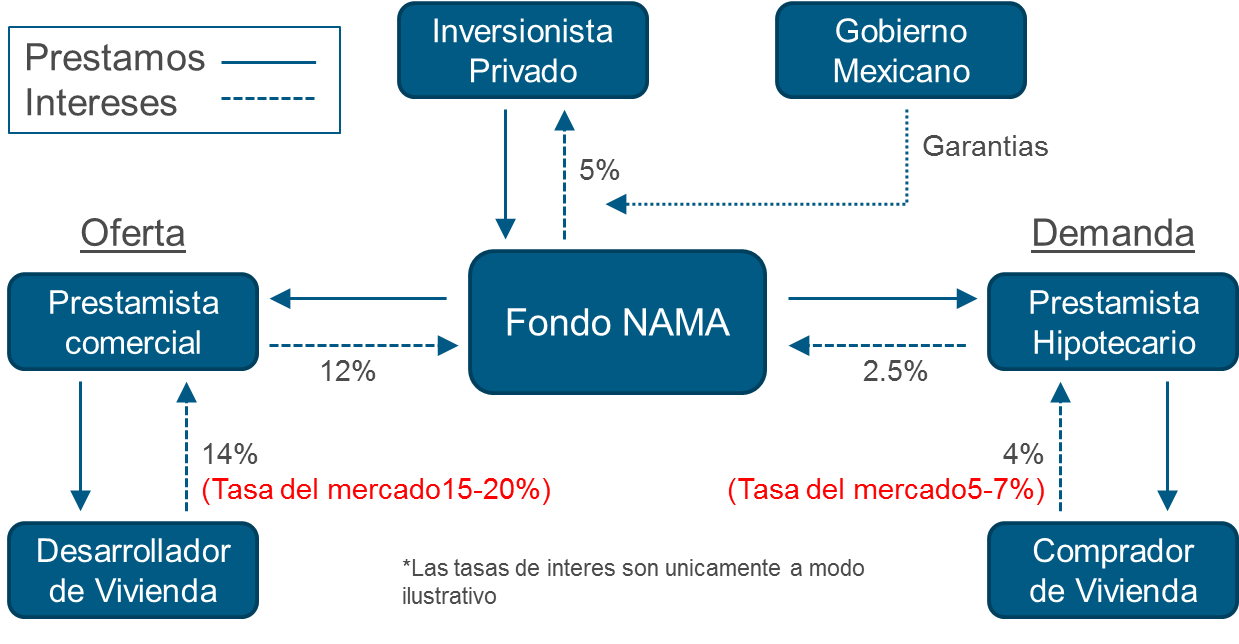 Prestamos
Intereses
Inversionista
Privado
Gobierno
Mexicano
Garantias
5%
Oferta
Demanda
Prestamista
comercial
Fondo NAMA
Prestamista
Hipotecario
12%
2.5%
14%
(Tasa del mercado15-20%)
4%
(Tasa del mercado5-7%)
Desarrollador
de Vivienda
*Las tasas de interes son unicamente a modo
ilustrativo
Comprador
de Vivienda